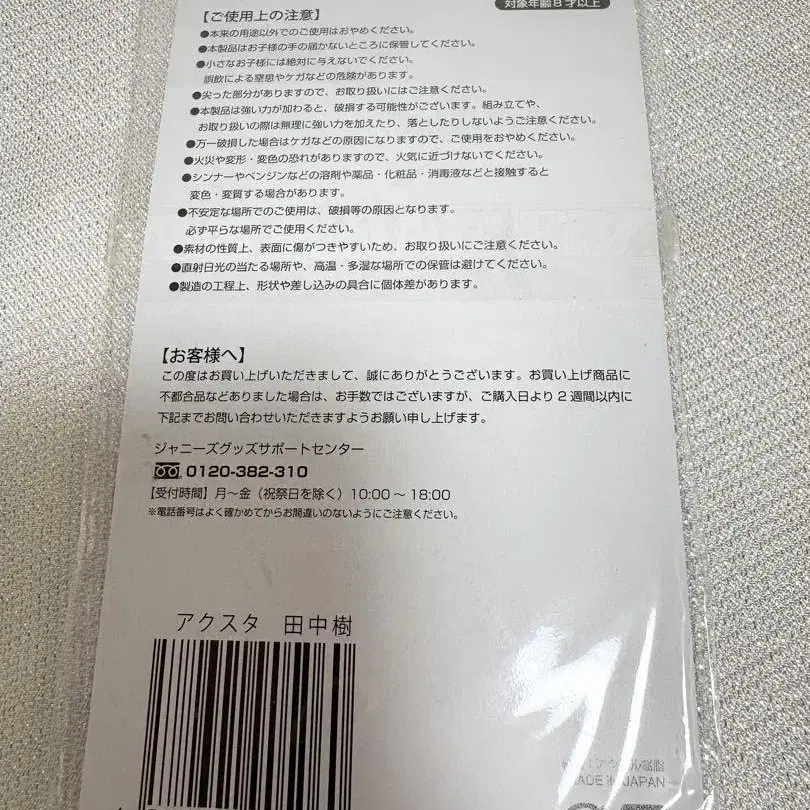 対象年齢8才以上
【ご使用上の注意】
●本来の用途以外でのご使用はおやめください。
●本製品はお子様の手の届かないところに保管してください。
●小さなお子様には絶対に与えないでください。
誤飲による窒息やケガなどの危険があります。
●尖った部分がありますので、お取り扱いにはご注意ください。
●本製品は強い力が加わると、破損する可能性がございます。組み立てや、
お取り扱いの際は無理に強い力を加えたり、落としたりしないようご注意ください。
●万一破損した場合はケガなどの原因になりますので、ご使用をおやめください。
●火災や変形・変色の恐れがありますので、火気に近づけないでください。
●シンナーやベンジンなどの溶剤や薬品・化粧品・消毒液などと接触すると
変色・変質する場合があります。
●不安定な場所でのご使用は、破損等の原因となります。
必ず平らな場所でご使用ください。
●素材の性質上、表面に傷がつきやすいため、お取り扱いにご注意ください。
●直射日光の当たる場所や、高温・多湿な場所での保管は避けてください。
●製造の工程上、形状や差し込みの具合に個体差があります。
【お客様へ】
この度はお買い上げいただきまして、誠にありがとうございます。お買い上げ商品に
不都合品などありました場合は、お手数ではございますが、ご購入日より2週間以内に
下記までお問い合わせいただきますようお願い申し上げます。
ジャニーズグッズサポートセンター
0120-382-310
【受付時間】月～金（祝祭日を除く）10:00～18:00
※電話番号はよく確かめてからお間違いのないようにご注意ください。
アクスタ 田中樹
アクリル樹脂
MADE IN JAPAN